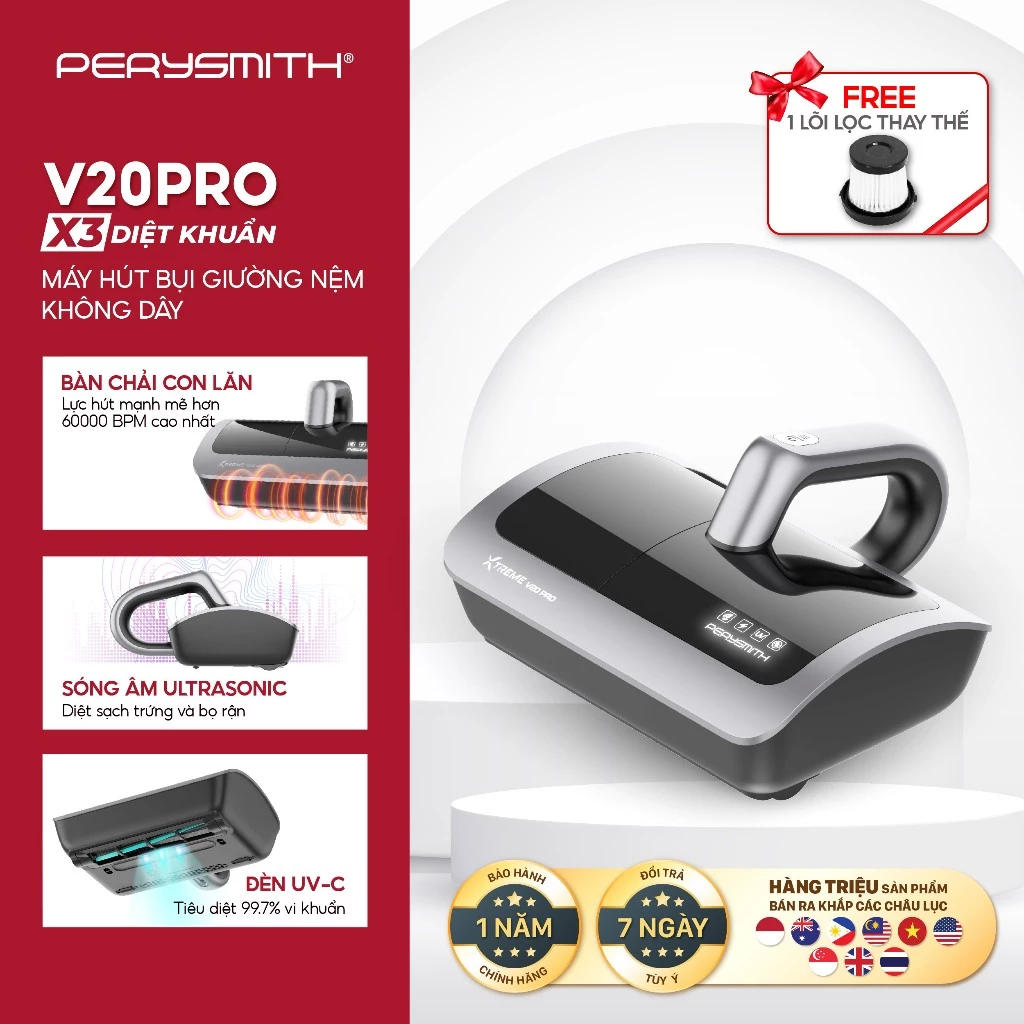 PERYSMITH®
V20PRO
X3 DIỆT KHUẨN
MÁY HÚT BỤI GIƯỜNG NỆM
KHÔNG DÂY
BÀN CHẢI CON LĂN
Lực hút mạnh mẽ hơn
60000 BPM cao nhất
XTREME
SÓNG ÂM ULTRASONIC
Diệt sạch trứng và bọ rận
ĐÈN UV-C
Tiêu diệt 99.7% vi khuẩn
FREE
1 LÕI LỌC THAY THẾ
XTREME V20 PRO
UV
PERYSMITH
BẢO HÀNH
1 NĂM
CHÍNH HÃNG
ĐỔI TRẢ
7 NGÀY
TÙY Ý
HÀNG TRIỆU SẢN PHẨM
BÁN RA KHẮP CÁC CHÂU LỤC